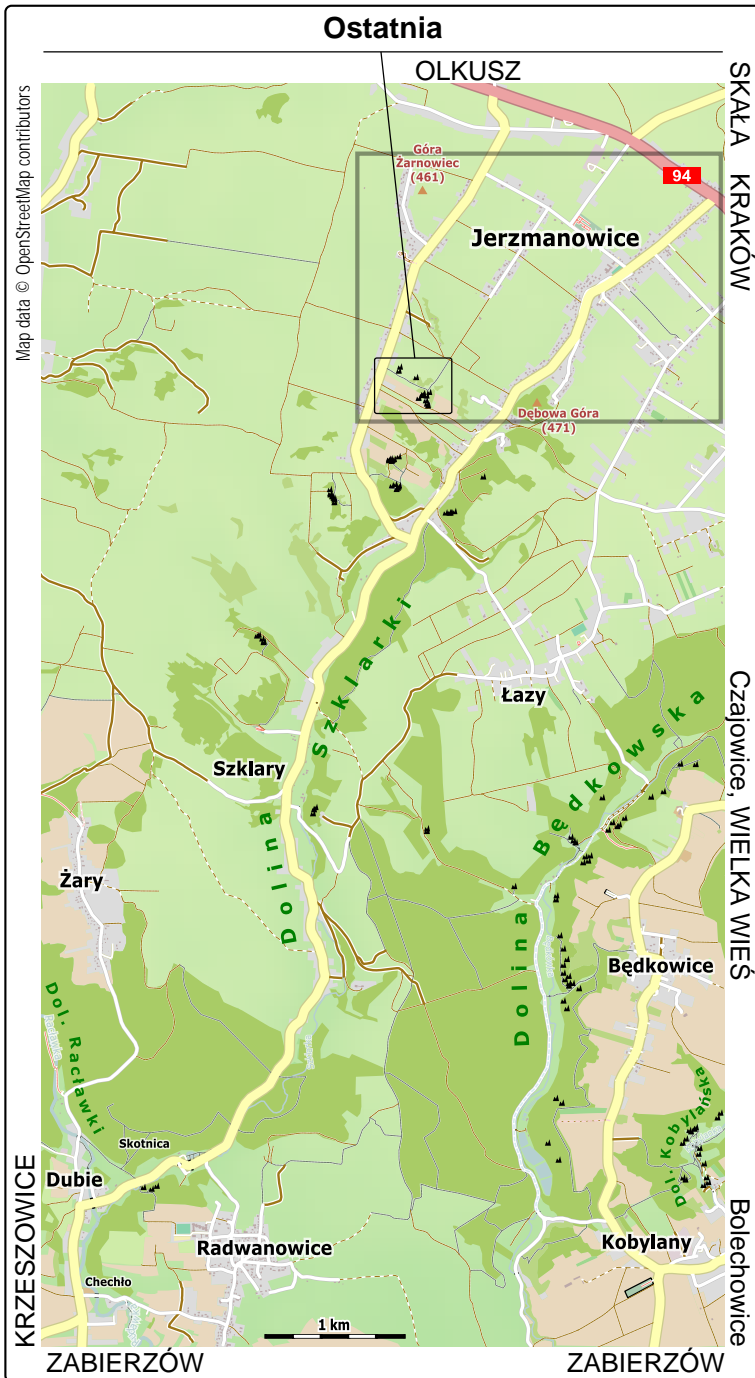 Ostatnia
OLKUSZ
SKAŁA KRAKÓW
Map data © OpenStreetMap contributors
Góra
Żarnowiec
(461)
94
Jerzmanowice
Dębowa Góra
(471)
Dolina Szklarki
Łazy
Czajowice, WIELKA WIEŚ
Szklary
Dolina Będkowska
Żary
Będkowice
Dol. Racławki
Dol. Kobylańska
Skotnica
Dubie
KRZESZOWICE
Radwanowice
Kobylany
Bolechowice
Chechło
1 km
ZABIERZÓW
ZABIERZÓW